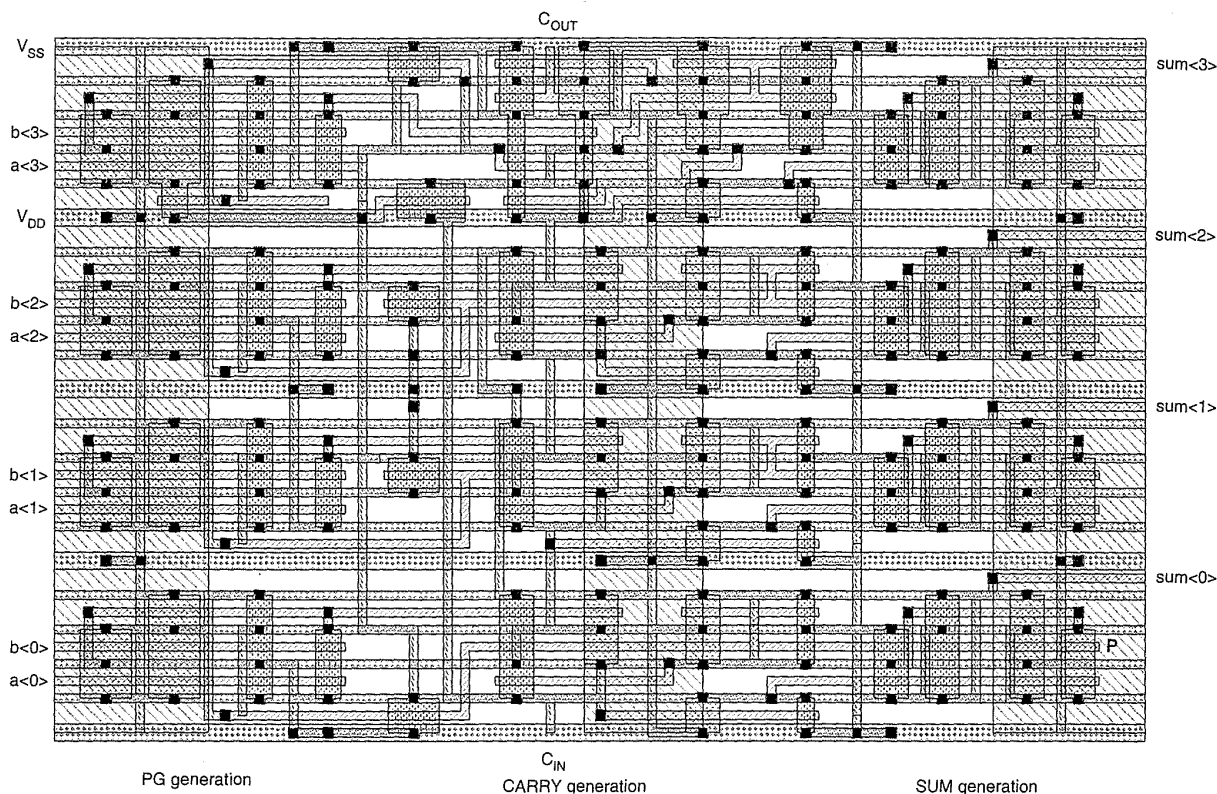 C_OUT
V_SS
sum<3>
b<3>
a<3>
V_DD
sum<2>
b<2>
a<2>
sum<1>
b<1>
a<1>
sum<0>
b<0>
P
a<0>
C_IN
PG generation
CARRY generation
SUM generation